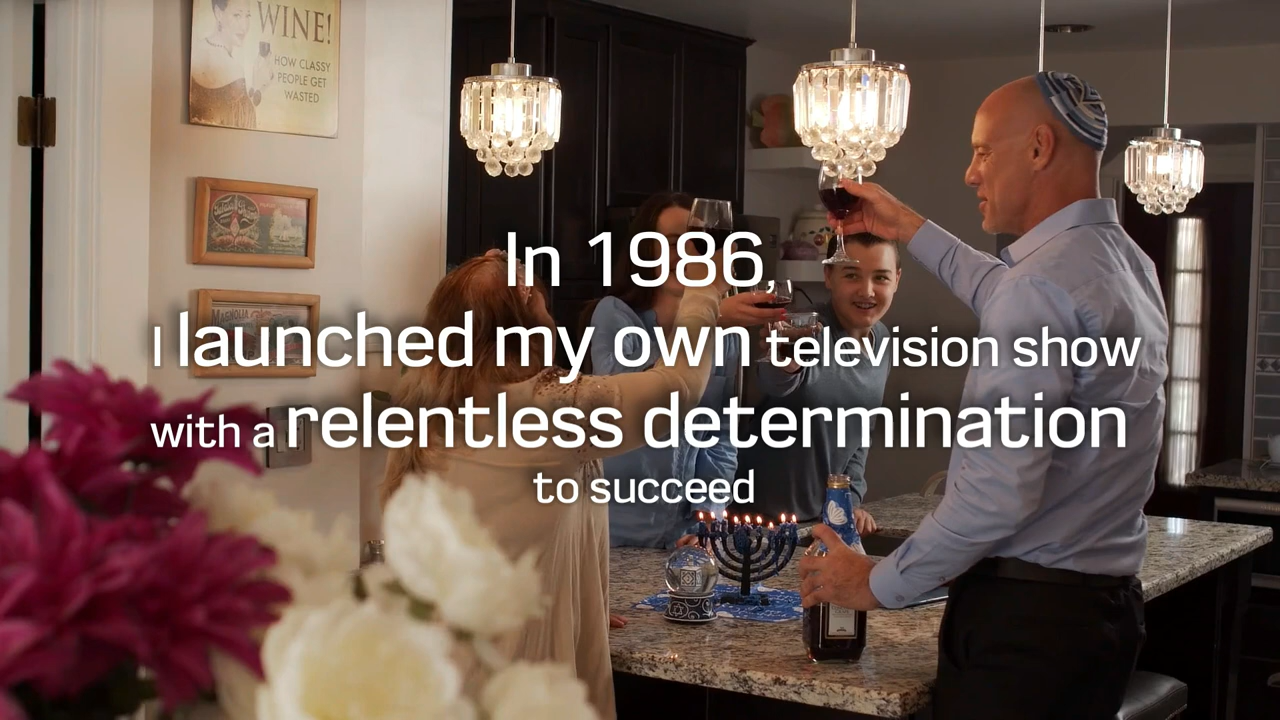 WINE!
HOW CLASSY
PEOPLE GET
WASTED
In 1986,
I launched my own television show
with a relentless determination
to succeed